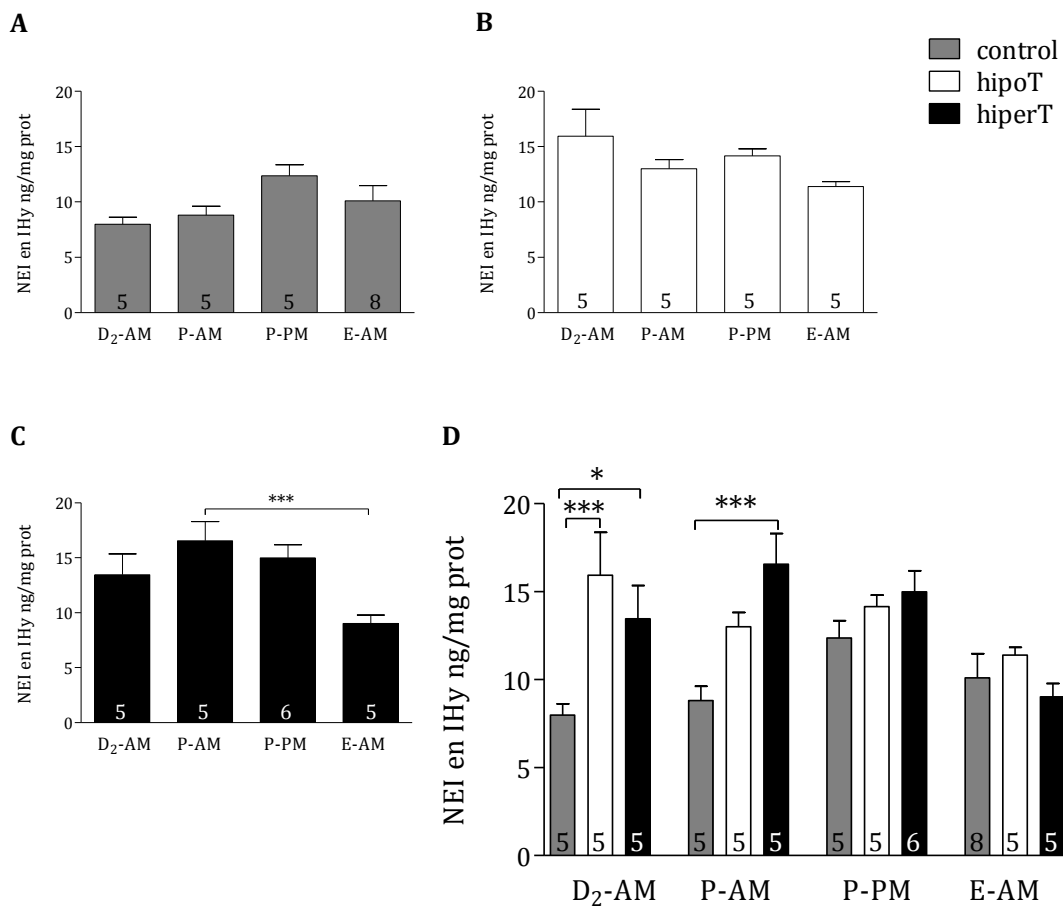 A
NEI en IHy ng/mg prot
20
15
10
5
0
5
5
5
8
D₂-AM P-AM P-PM E-AM
B
NEI en IHy ng/mg prot
20
15
10
5
0
5
5
5
5
D₂-AM P-AM P-PM E-AM
control
hipoT
hiperT
C
NEI en IHy ng/mg prot
20
15
10
5
0
***
5
5
6
5
D₂-AM P-AM P-PM E-AM
D
NEI en IHy ng/mg prot
20
15
10
5
0
*
***
***
5 5 5
5 5 5
5 5 6
8 5 5
D₂-AM P-AM P-PM E-AM